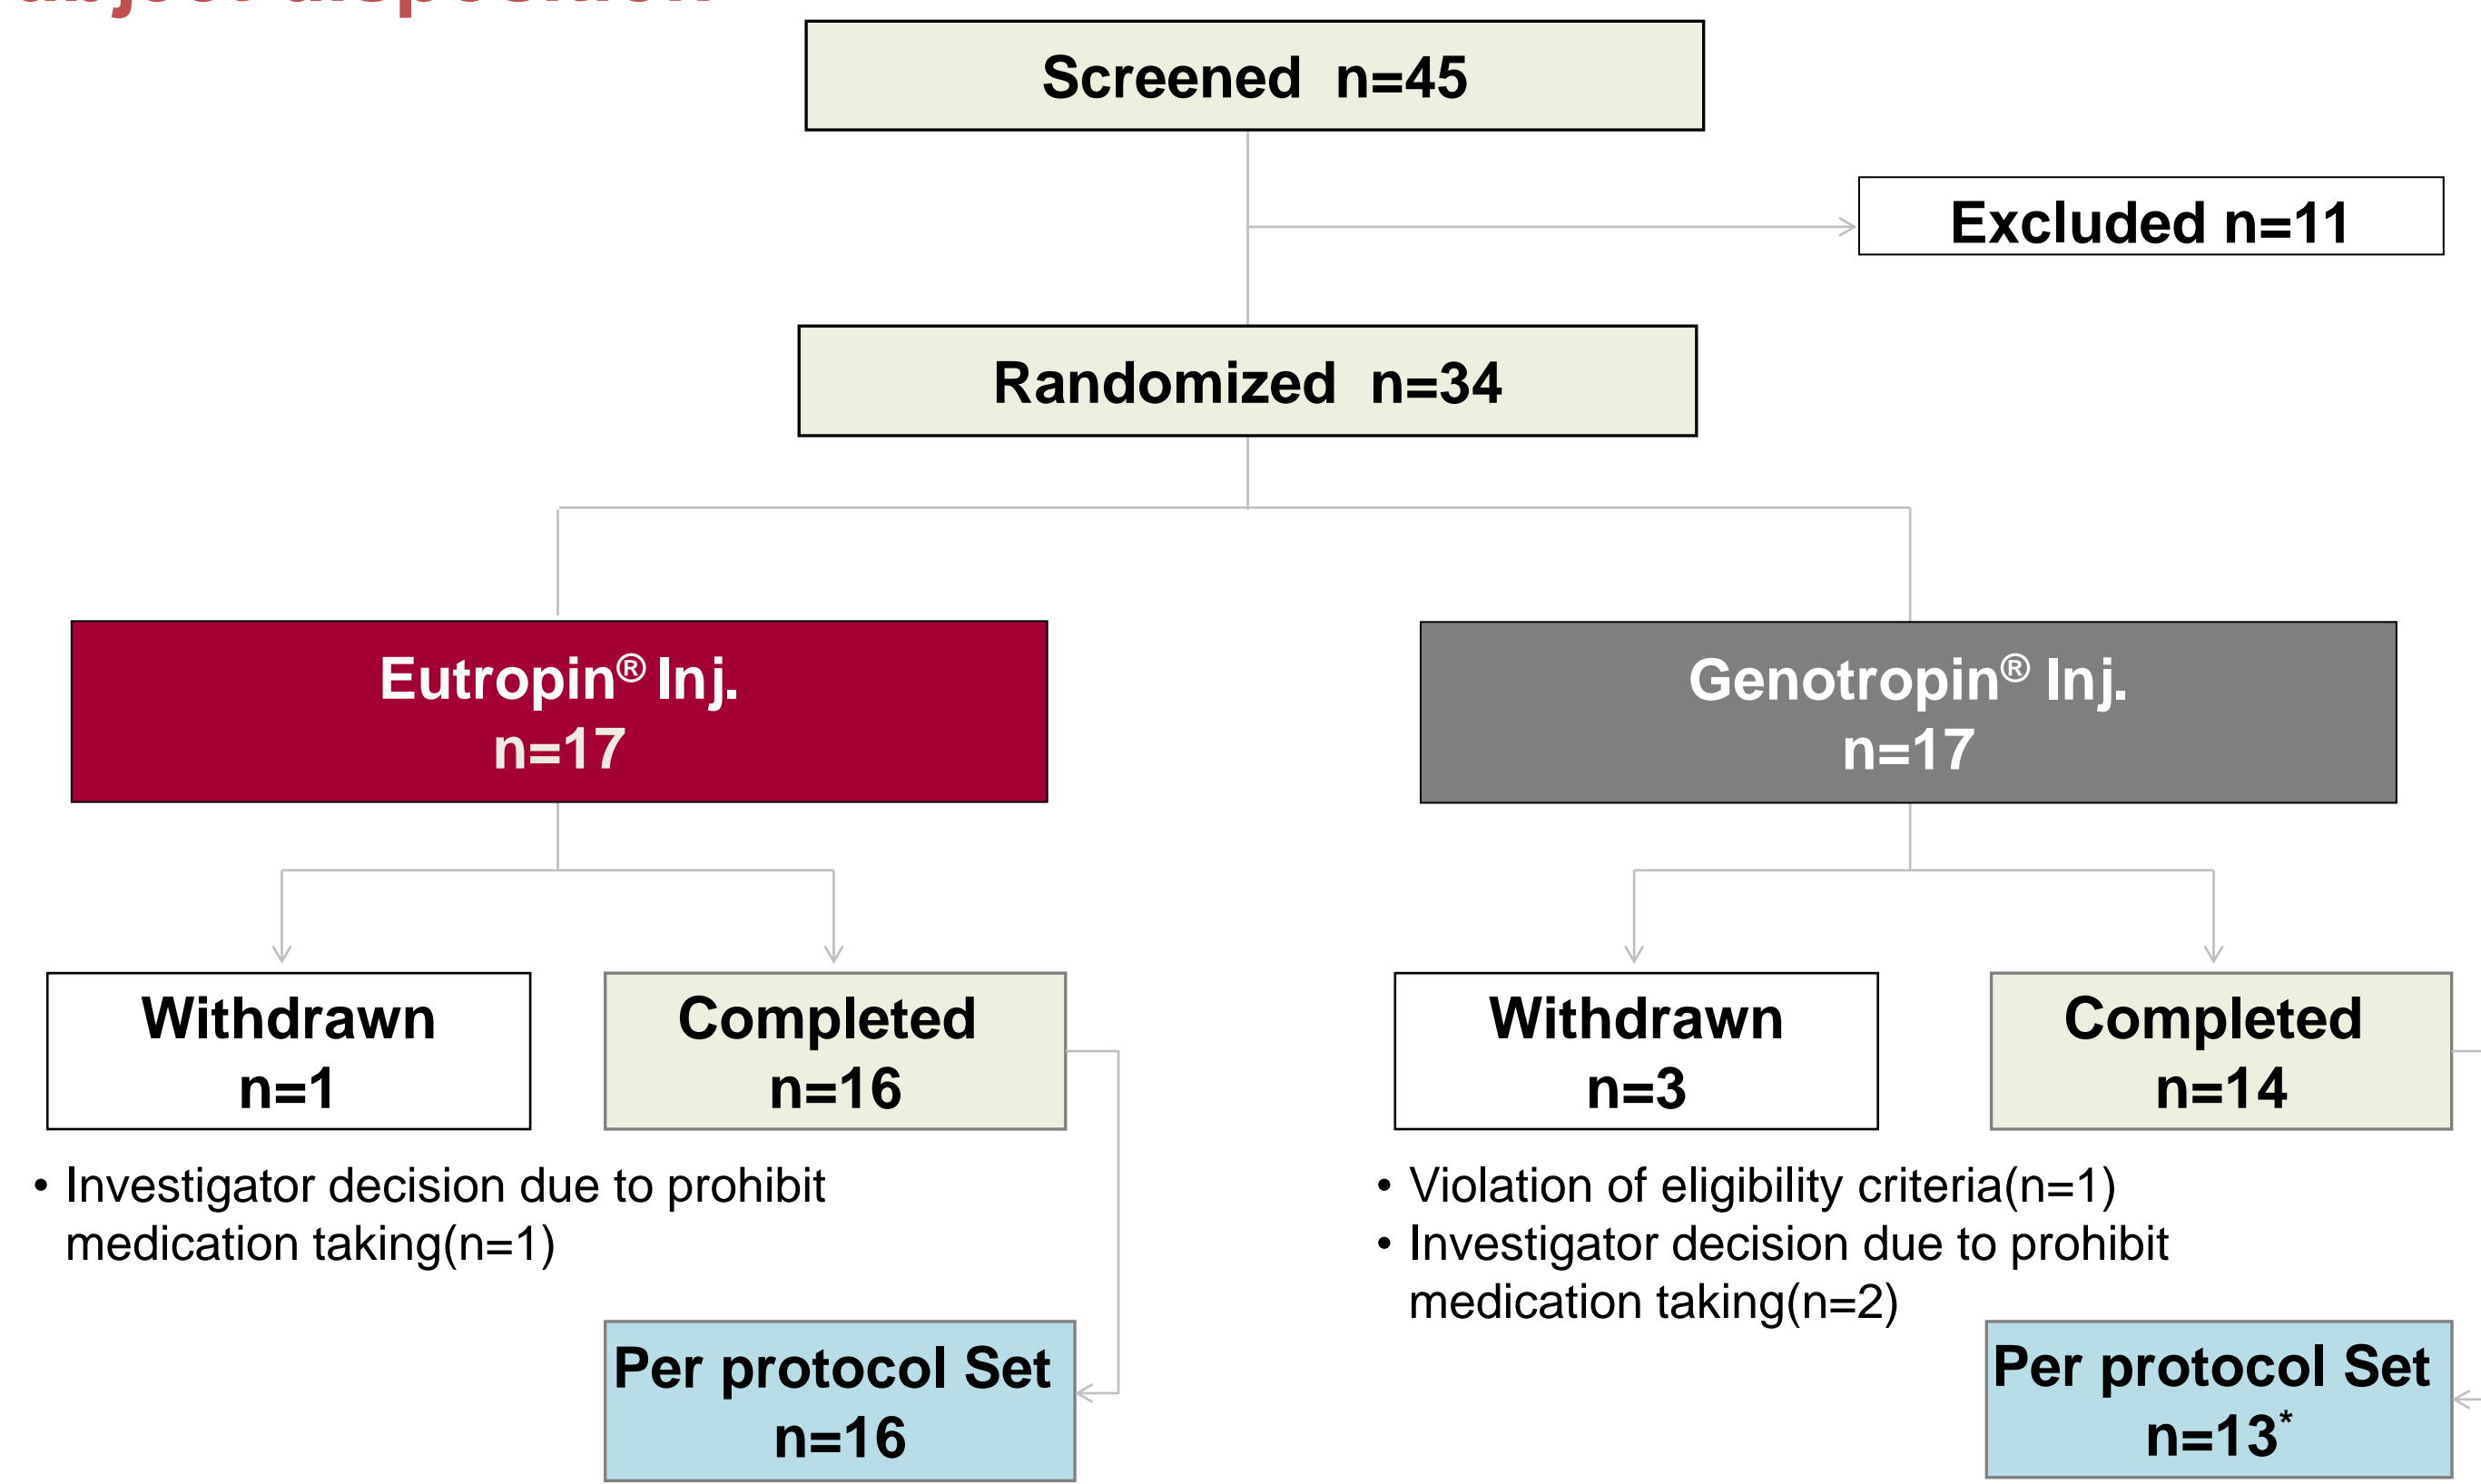 Screened n=45
Excluded n=11
Randomized n=34
Eutropin® Inj.
n=17
Genotropin® Inj.
n=17
Withdrawn
n=1
Completed
n=16
Withdrawn
n=3
Completed
n=14
• Investigator decision due to prohibit
medication taking(n=1)
• Violation of eligibility criteria(n=1)
• Investigator decision due to prohibit
medication taking(n=2)
Per protocol Set
n=16
Per protocol Set
n=13*